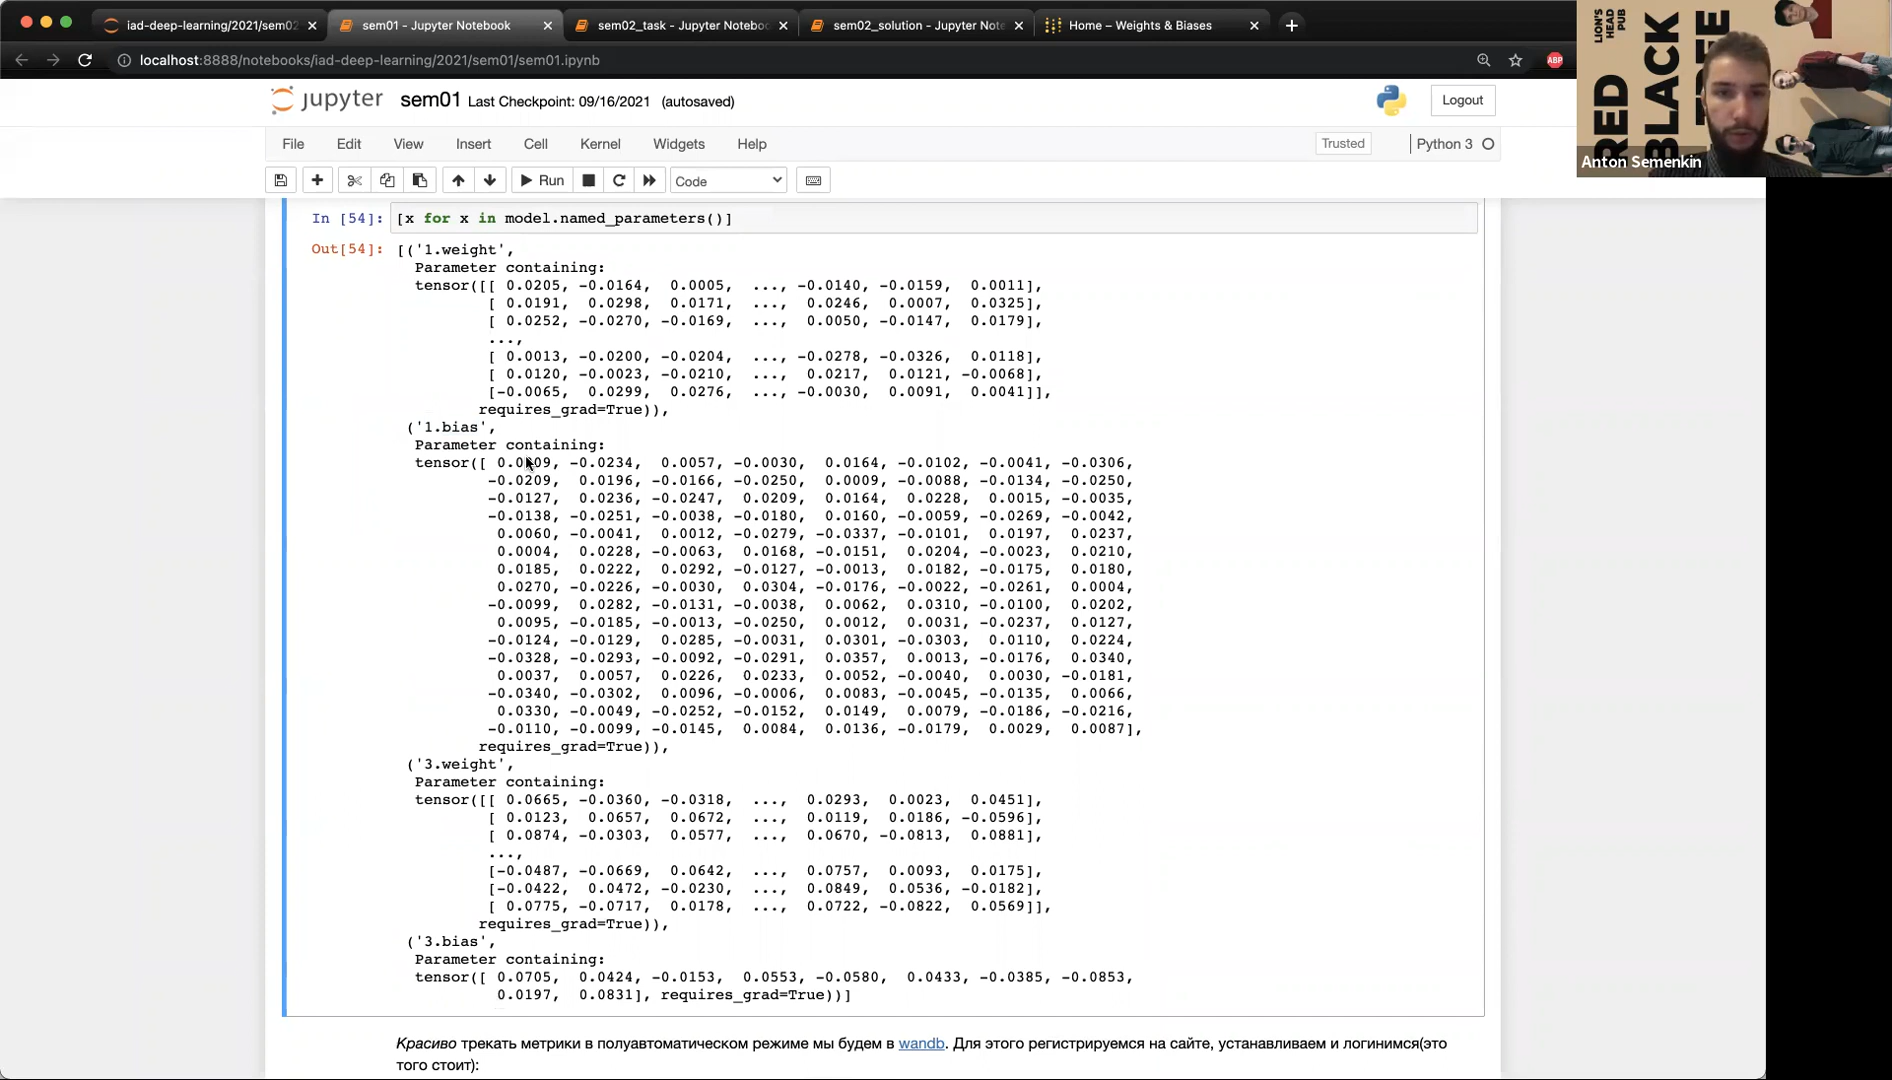 iad-deep-learning/2021/sem02
sem01 - Jupyter Notebook
sem02_task - Jupyter Noteboo
sem02_solution - Jupyter Note
Home – Weights & Biases
localhost:8888/notebooks/iad-deep-learning/2021/sem01/sem01.ipynb
ABP
LION'S HEAD PUB
RED
BLACK
Anton Semenkin
jupyter sem01 Last Checkpoint: 09/16/2021 (autosaved)
Logout
File Edit View Insert Cell Kernel Widgets Help
Trusted
Python 3
Run
Code
In [54]: [x for x in model.named_parameters()]
Out[54]: [('1.weight',
Parameter containing:
tensor([[ 0.0205, -0.0164, 0.0005, ..., -0.0140, -0.0159, 0.0011],
[ 0.0191, 0.0298, 0.0171, ..., 0.0246, 0.0007, 0.0325],
[ 0.0252, -0.0270, -0.0169, ..., 0.0050, -0.0147, 0.0179],
...,
[ 0.0013, -0.0200, -0.0204, ..., -0.0278, -0.0326, 0.0118],
[ 0.0120, -0.0023, -0.0210, ..., 0.0217, 0.0121, -0.0068],
[-0.0065, 0.0299, 0.0276, ..., -0.0030, 0.0091, 0.0041]],
requires_grad=True)),
('1.bias',
Parameter containing:
tensor([ -0.0234, 0.0057, -0.0030, 0.0164, -0.0102, -0.0041, -0.0306,
-0.0209, 0.0196, -0.0166, -0.0250, 0.0009, -0.0088, -0.0134, -0.0250,
-0.0127, 0.0236, -0.0247, 0.0209, 0.0164, 0.0228, 0.0015, -0.0035,
-0.0138, -0.0251, -0.0038, -0.0180, 0.0160, -0.0059, -0.0269, -0.0042,
0.0060, -0.0041, 0.0012, -0.0279, -0.0337, -0.0101, 0.0197, 0.0237,
0.0004, 0.0228, -0.0063, 0.0168, -0.0151, 0.0204, -0.0023, 0.0210,
0.0185, 0.0222, 0.0292, -0.0127, -0.0013, 0.0182, -0.0175, 0.0180,
0.0270, -0.0226, -0.0030, 0.0304, -0.0176, -0.0022, -0.0261, 0.0004,
-0.0099, 0.0282, -0.0131, -0.0038, 0.0062, 0.0310, -0.0100, 0.0202,
0.0095, -0.0185, -0.0013, -0.0250, 0.0012, 0.0031, -0.0237, 0.0127,
-0.0124, -0.0129, 0.0285, -0.0031, 0.0301, -0.0303, 0.0110, 0.0224,
-0.0328, -0.0293, -0.0092, -0.0291, 0.0357, 0.0013, -0.0176, 0.0340,
0.0037, 0.0057, 0.0226, 0.0233, 0.0052, -0.0040, 0.0030, -0.0181,
-0.0340, -0.0302, 0.0096, -0.0006, 0.0083, -0.0045, -0.0135, 0.0066,
0.0330, -0.0049, -0.0252, -0.0152, 0.0149, 0.0079, -0.0186, -0.0216,
-0.0110, -0.0099, -0.0145, 0.0084, 0.0136, -0.0179, 0.0029, 0.0087],
requires_grad=True)),
('3.weight',
Parameter containing:
tensor([[ 0.0665, -0.0360, -0.0318, ..., 0.0293, 0.0023, 0.0451],
[ 0.0123, 0.0657, 0.0672, ..., 0.0119, 0.0186, -0.0596],
[ 0.0874, -0.0303, 0.0577, ..., 0.0670, -0.0813, 0.0881],
...,
[-0.0487, -0.0669, 0.0642, ..., 0.0757, 0.0093, 0.0175],
[-0.0422, 0.0472, -0.0230, ..., 0.0849, 0.0536, -0.0182],
[ 0.0775, -0.0717, 0.0178, ..., 0.0722, -0.0822, 0.0569]],
requires_grad=True)),
('3.bias',
Parameter containing:
tensor([ 0.0705, 0.0424, -0.0153, 0.0553, -0.0580, 0.0433, -0.0385, -0.0853,
0.0197, 0.0831], requires_grad=True))]
Красиво трекать метрики в полуавтоматическом режиме мы будем в wandb. Для этого регистрируемся на сайте, устанавливаем и логинимся(это
того стоит):